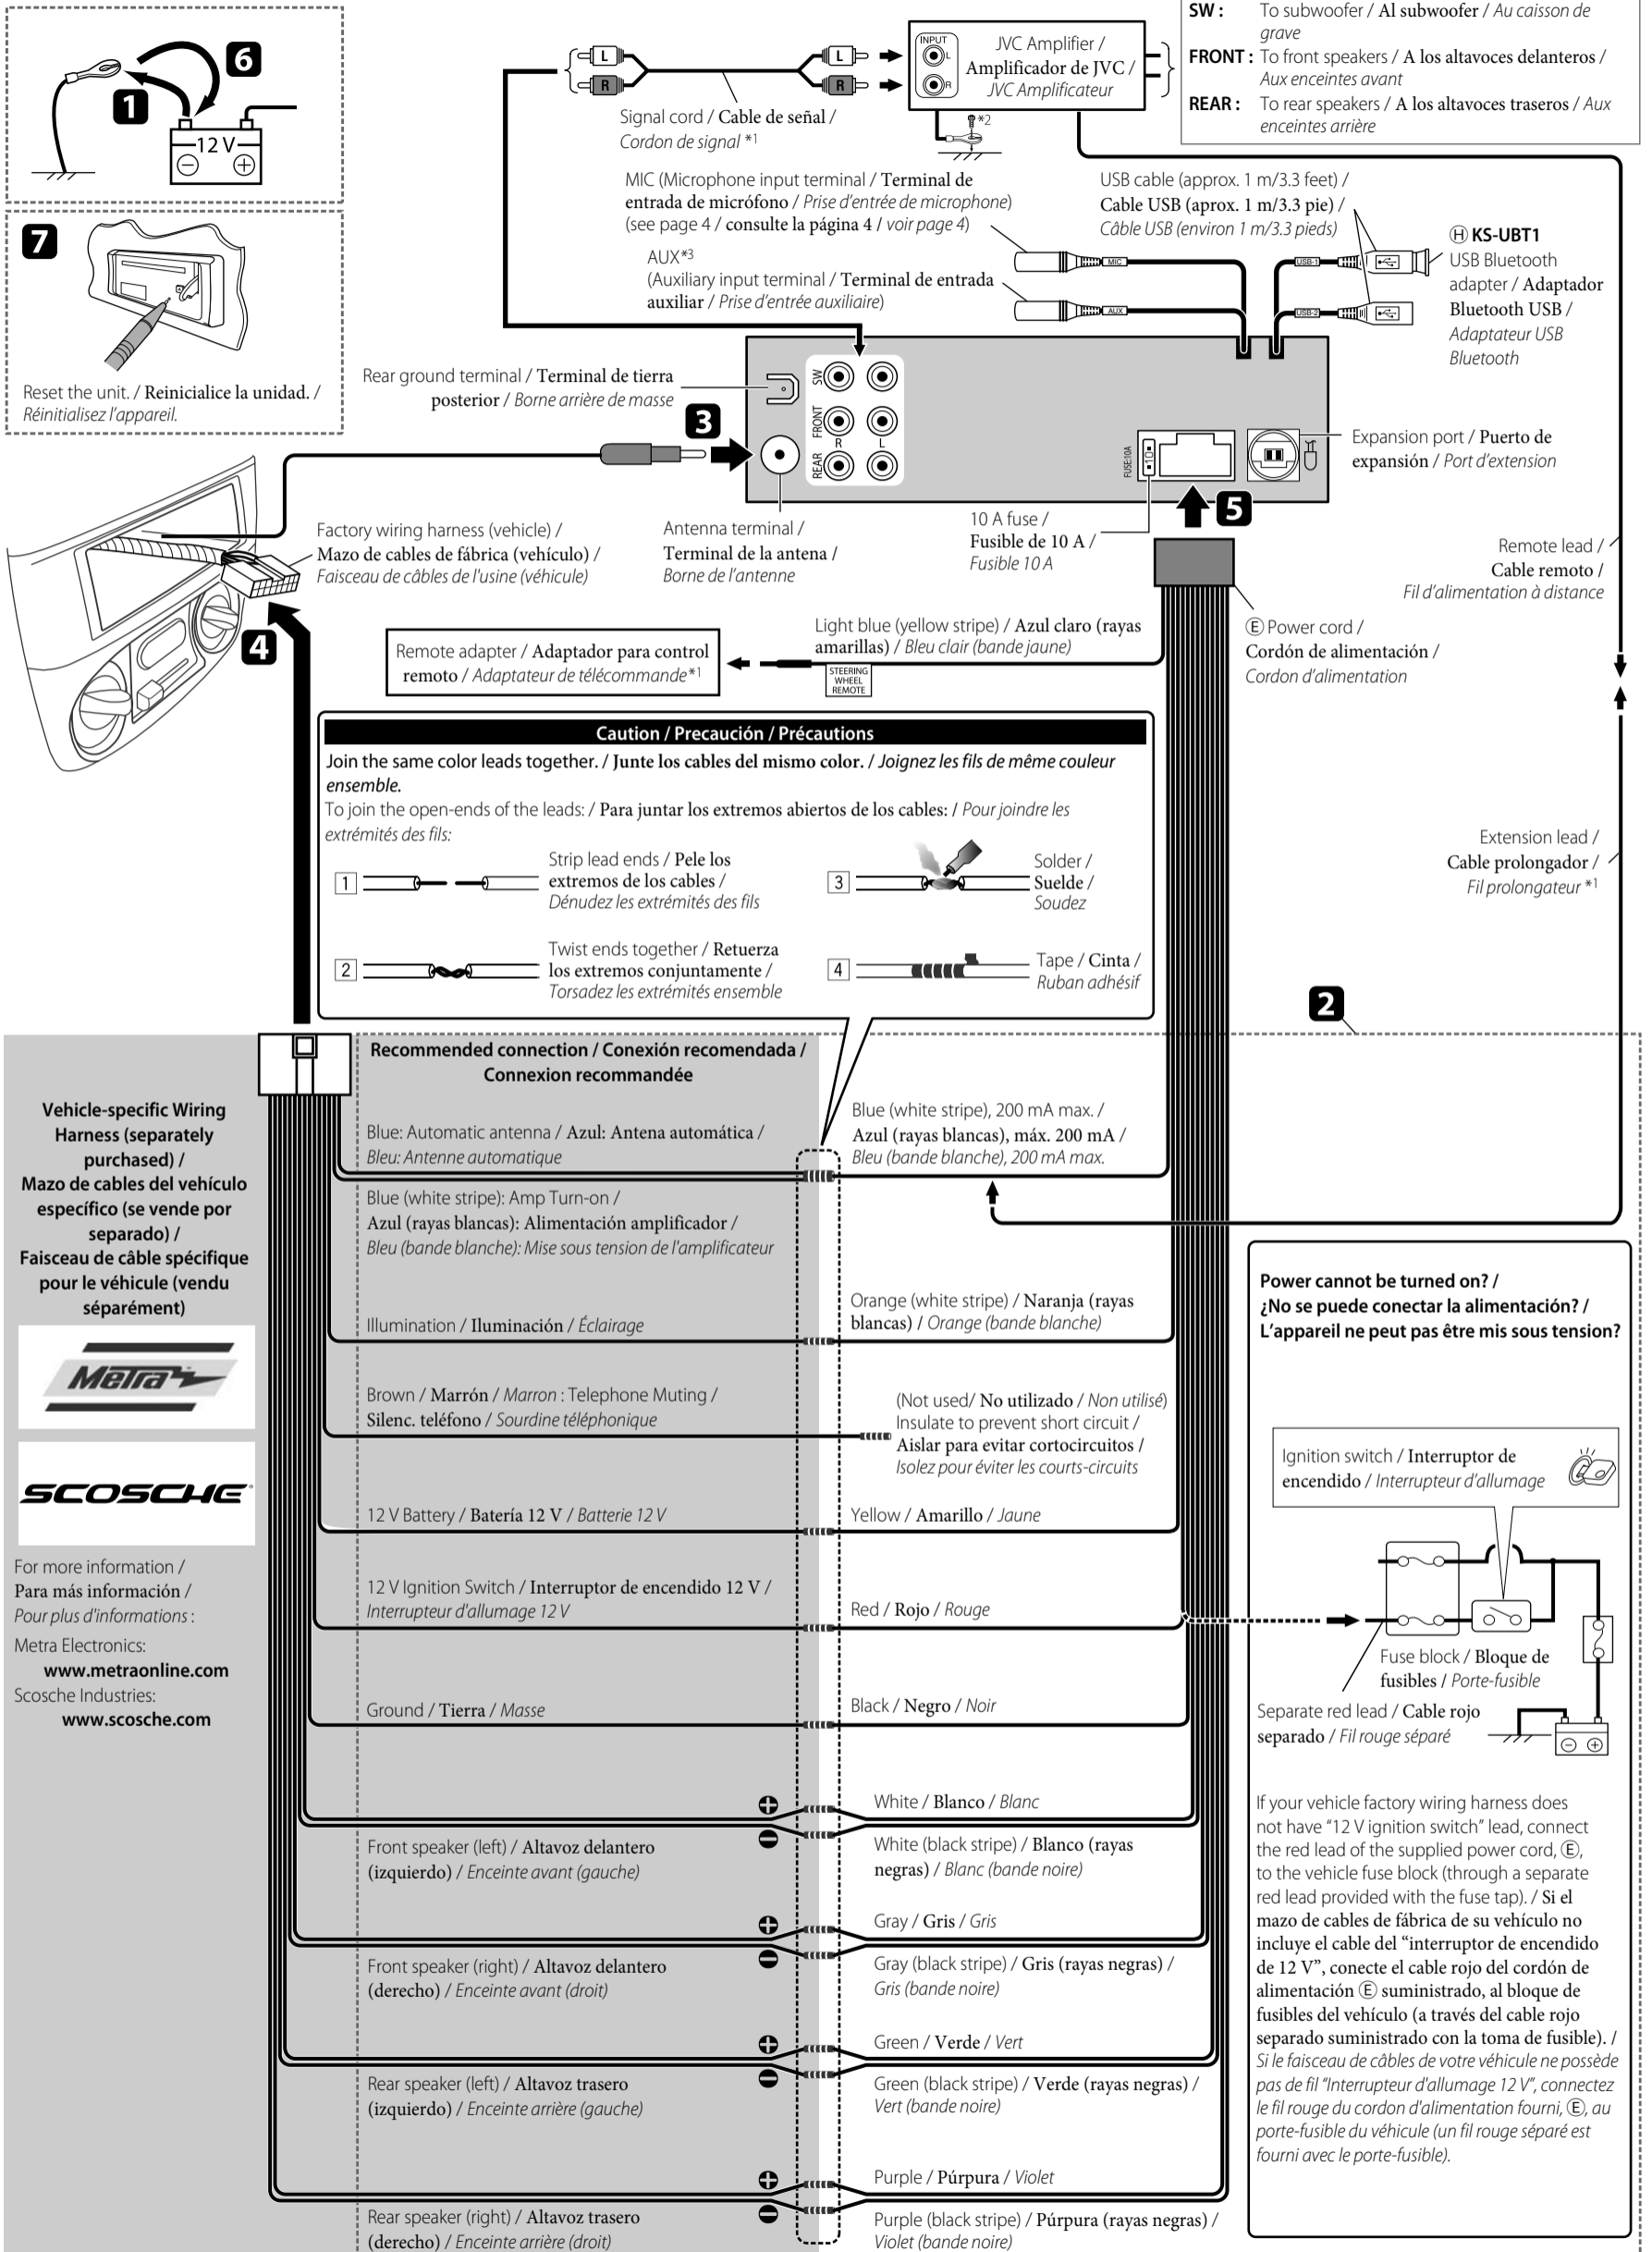 SW : To subwoofer / Al subwoofer / Au caisson de
grave
FRONT : To front speakers / A los altavoces delanteros /
Aux enceintes avant
REAR : To rear speakers / A los altavoces traseros / Aux
enceintes arrière
6
1
12 V
7
Reset the unit. / Reinicialice la unidad. /
Réinitialisez l'appareil.
L
R
L
R
INPUT
L
R
JVC Amplifier /
Amplificador de JVC /
JVC Amplificateur
*2
Signal cord / Cable de señal /
Cordon de signal *1
MIC (Microphone input terminal / Terminal de
entrada de micrófono / Prise d'entrée de microphone)
(see page 4 / consulte la página 4 / voir page 4)
AUX*3
(Auxiliary input terminal / Terminal de entrada
auxiliar / Prise d'entrée auxiliaire)
MIC
AUX
USB cable (approx. 1 m/3.3 feet) /
Cable USB (aprox. 1 m/3.3 pie) /
Câble USB (environ 1 m/3.3 pieds)
USB-1
USB-2
Ⓗ KS-UBT1
USB Bluetooth
adapter / Adaptador
Bluetooth USB /
Adaptateur USB
Bluetooth
Rear ground terminal / Terminal de tierra
posterior / Borne arrière de masse
3
SW
FRONT
R L
REAR
FUSE:10A
10
Expansion port / Puerto de
expansión / Port d'extension
5
Factory wiring harness (vehicle) /
Mazo de cables de fábrica (vehículo) /
Faisceau de câbles de l'usine (véhicule)
Antenna terminal /
Terminal de la antena /
Borne de l'antenne
10 A fuse /
Fusible de 10 A /
Fusible 10 A
Remote lead /
Cable remoto /
Fil d'alimentation à distance
4
Remote adapter / Adaptador para control
remoto / Adaptateur de télécommande*1
Light blue (yellow stripe) / Azul claro (rayas
amarillas) / Bleu clair (bande jaune)
STEERING
WHEEL
REMOTE
Ⓔ Power cord /
Cordón de alimentación /
Cordon d'alimentation
Caution / Precaución / Précautions
Join the same color leads together. / Junte los cables del mismo color. / Joignez les fils de même couleur
ensemble.
To join the open-ends of the leads: / Para juntar los extremos abiertos de los cables: / Pour joindre les
extrémités des fils:
1
Strip lead ends / Pele los
extremos de los cables /
Dénudez les extrémités des fils
3
Solder /
Suelde /
Soudez
2
Twist ends together / Retuerza
los extremos conjuntamente /
Torsadez les extrémités ensemble
4
Tape / Cinta /
Ruban adhésif
Extension lead /
Cable prolongador /
Fil prolongateur *1
2
Recommended connection / Conexión recomendada /
Connexion recommandée
Vehicle-specific Wiring
Harness (separately
purchased) /
Mazo de cables del vehículo
específico (se vende por
separado) /
Faisceau de câble spécifique
pour le véhicule (vendu
séparément)
Metra
SCOSCHE
For more information /
Para más información /
Pour plus d'informations :
Metra Electronics:
www.metraonline.com
Scosche Industries:
www.scosche.com
Blue: Automatic antenna / Azul: Antena automática /
Bleu: Antenne automatique
Blue (white stripe), 200 mA max. /
Azul (rayas blancas), máx. 200 mA /
Bleu (bande blanche), 200 mA max.
Blue (white stripe): Amp Turn-on /
Azul (rayas blancas): Alimentación amplificador /
Bleu (bande blanche): Mise sous tension de l'amplificateur
Illumination / Iluminación / Éclairage
Orange (white stripe) / Naranja (rayas
blancas) / Orange (bande blanche)
Brown / Marrón / Marron : Telephone Muting /
Silenc. teléfono / Sourdine téléphonique
(Not used/ No utilizado / Non utilisé)
Insulate to prevent short circuit /
Aislar para evitar cortocircuitos /
Isolez pour éviter les courts-circuits
12 V Battery / Batería 12 V / Batterie 12 V
Yellow / Amarillo / Jaune
12 V Ignition Switch / Interruptor de encendido 12 V /
Interrupteur d'allumage 12 V
Red / Rojo / Rouge
Ground / Tierra / Masse
Black / Negro / Noir
White / Blanco / Blanc
Front speaker (left) / Altavoz delantero
(izquierdo) / Enceinte avant (gauche)
White (black stripe) / Blanco (rayas
negras) / Blanc (bande noire)
Gray / Gris / Gris
Front speaker (right) / Altavoz delantero
(derecho) / Enceinte avant (droit)
Gray (black stripe) / Gris (rayas negras) /
Gris (bande noire)
Green / Verde / Vert
Rear speaker (left) / Altavoz trasero
(izquierdo) / Enceinte arrière (gauche)
Green (black stripe) / Verde (rayas negras) /
Vert (bande noire)
Purple / Púrpura / Violet
Rear speaker (right) / Altavoz trasero
(derecho) / Enceinte arrière (droit)
Purple (black stripe) / Púrpura (rayas negras) /
Violet (bande noire)
Power cannot be turned on? /
¿No se puede conectar la alimentación? /
L'appareil ne peut pas être mis sous tension?
Ignition switch / Interruptor de
encendido / Interrupteur d'allumage
Fuse block / Bloque de
fusibles / Porte-fusible
Separate red lead / Cable rojo
separado / Fil rouge séparé
If your vehicle factory wiring harness does
not have "12 V ignition switch" lead, connect
the red lead of the supplied power cord, Ⓔ,
to the vehicle fuse block (through a separate
red lead provided with the fuse tap). / Si el
mazo de cables de fábrica de su vehículo no
incluye el cable del “interruptor de encendido
de 12 V”, conecte el cable rojo del cordón de
alimentación Ⓔ suministrado, al bloque de
fusibles del vehículo (a través del cable rojo
separado suministrado con la toma de fusible). /
Si le faisceau de câbles de votre véhicule ne possède
pas de fil "Interrupteur d'allumage 12 V", connectez
le fil rouge du cordon d'alimentation fourni, Ⓔ, au
porte-fusible du véhicule (un fil rouge séparé est
fourni avec le porte-fusible).